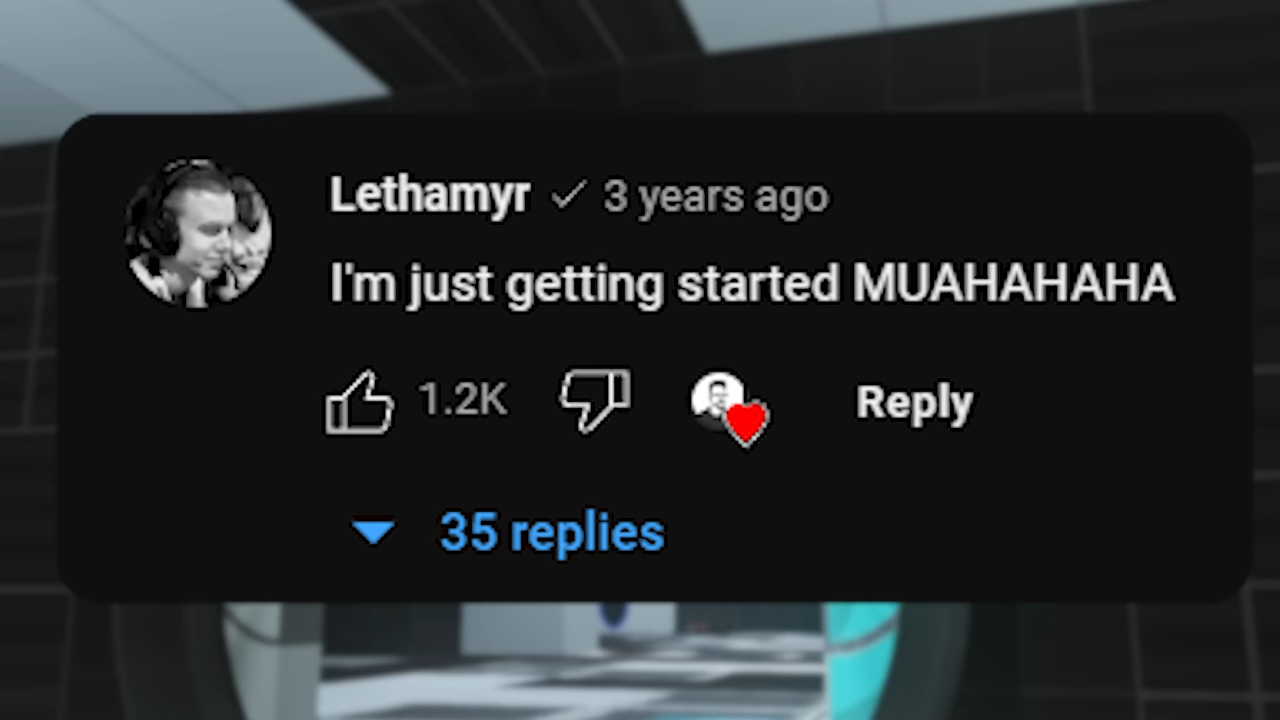 Lethamyr 3 years ago
I'm just getting started MUAHAHAHA
1.2K Reply
35 replies